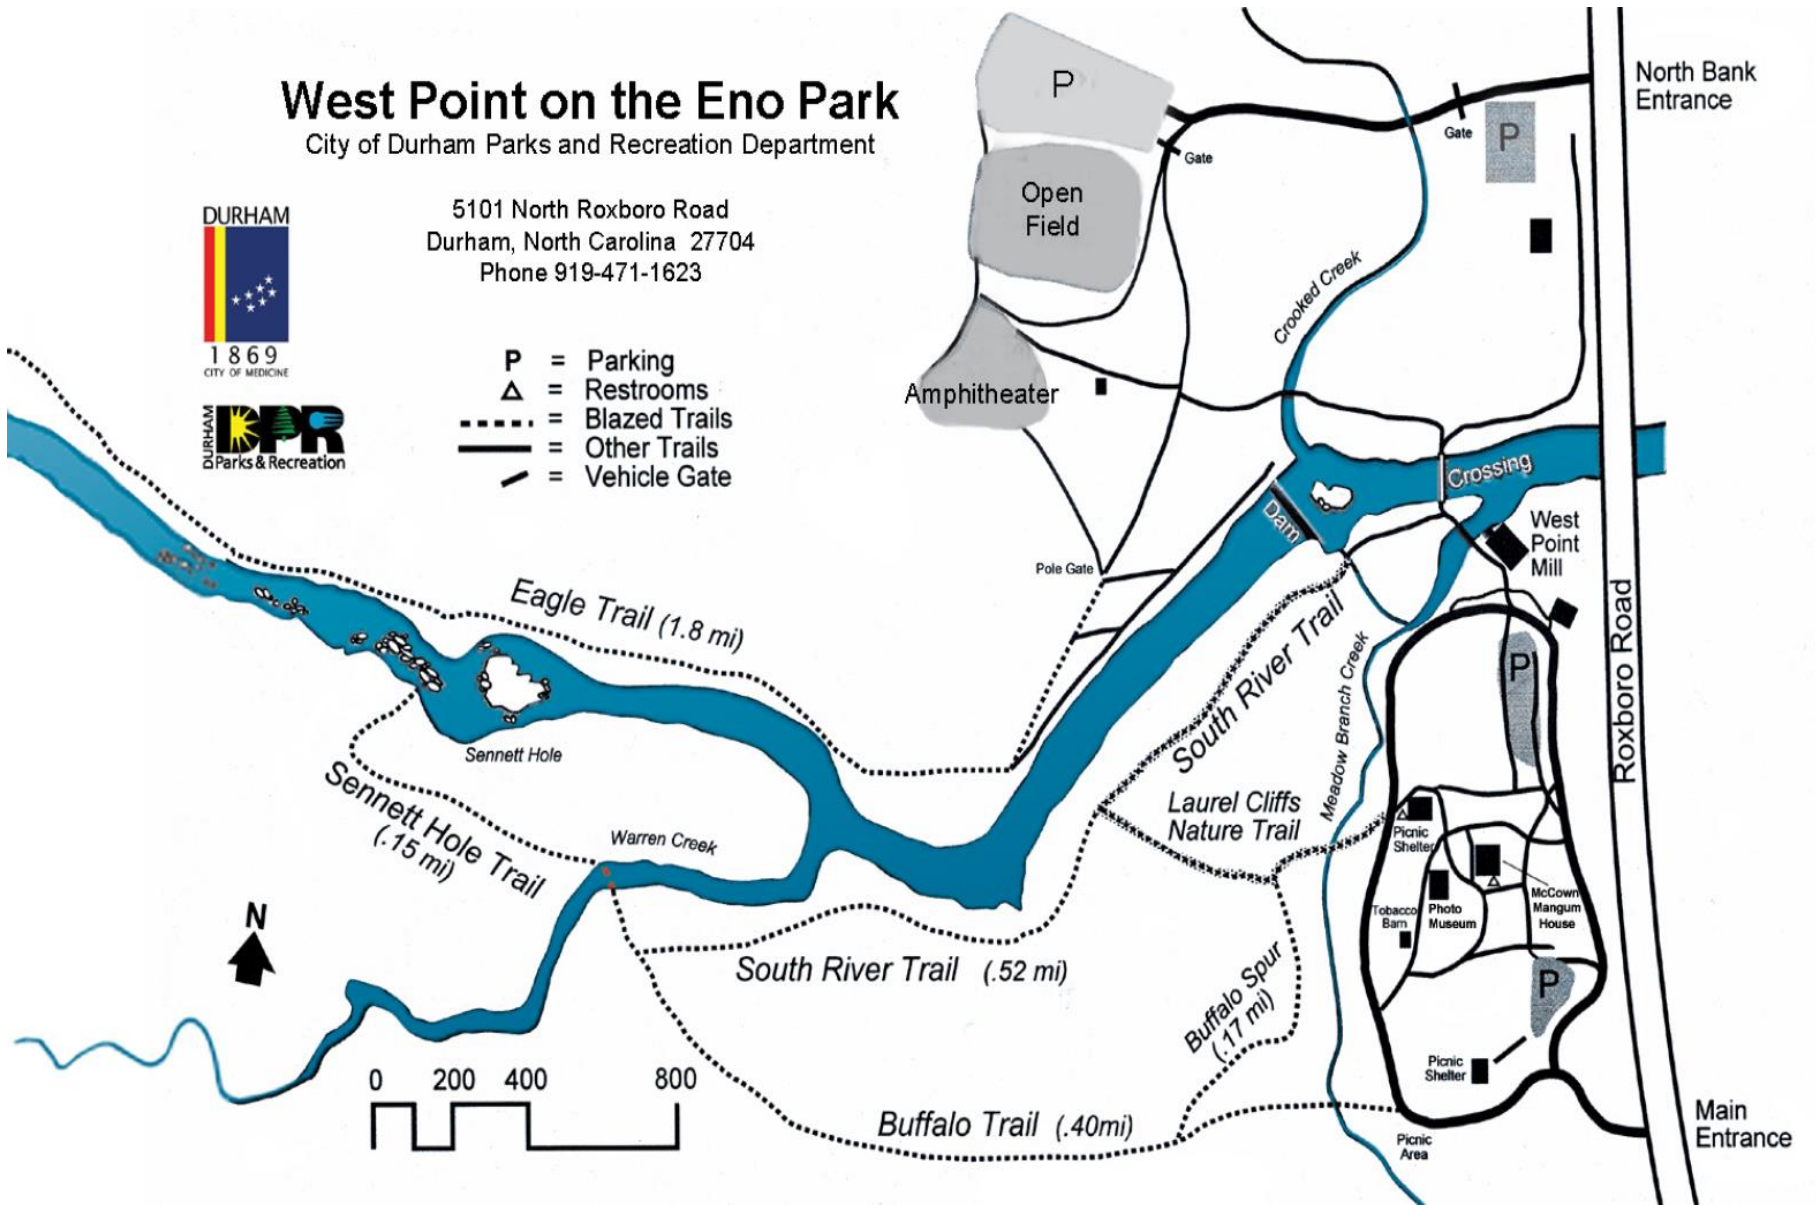 West Point on the Eno Park
City of Durham Parks and Recreation Department
5101 North Roxboro Road
Durham, North Carolina 27704
Phone 919-471-1623
DURHAM
1869
CITY OF MEDICINE
DURHAM
DPR
Parks & Recreation
P = Parking
= Restrooms
= Blazed Trails
= Other Trails
= Vehicle Gate
P
Open
Field
Amphitheater
Gate
Gate
P
North Bank
Entrance
Crooked Creek
Crossing
Dam
West
Point
Mill
Pole Gate
Eagle Trail (1.8 mi)
Sennett Hole
Sennett Hole Trail
(.15 mi)
Warren Creek
South River Trail
Laurel Cliffs
Nature Trail
Meadow Branch Creek
Roxboro Road
P
Picnic
Shelter
McCown
Mangum
House
Photo
Museum
Tobacco
Barn
P
Picnic
Shelter
South River Trail (.52 mi)
Buffalo Spur
(.17 mi)
Buffalo Trail (.40mi)
Picnic
Area
Main
Entrance
N
0 200 400 800